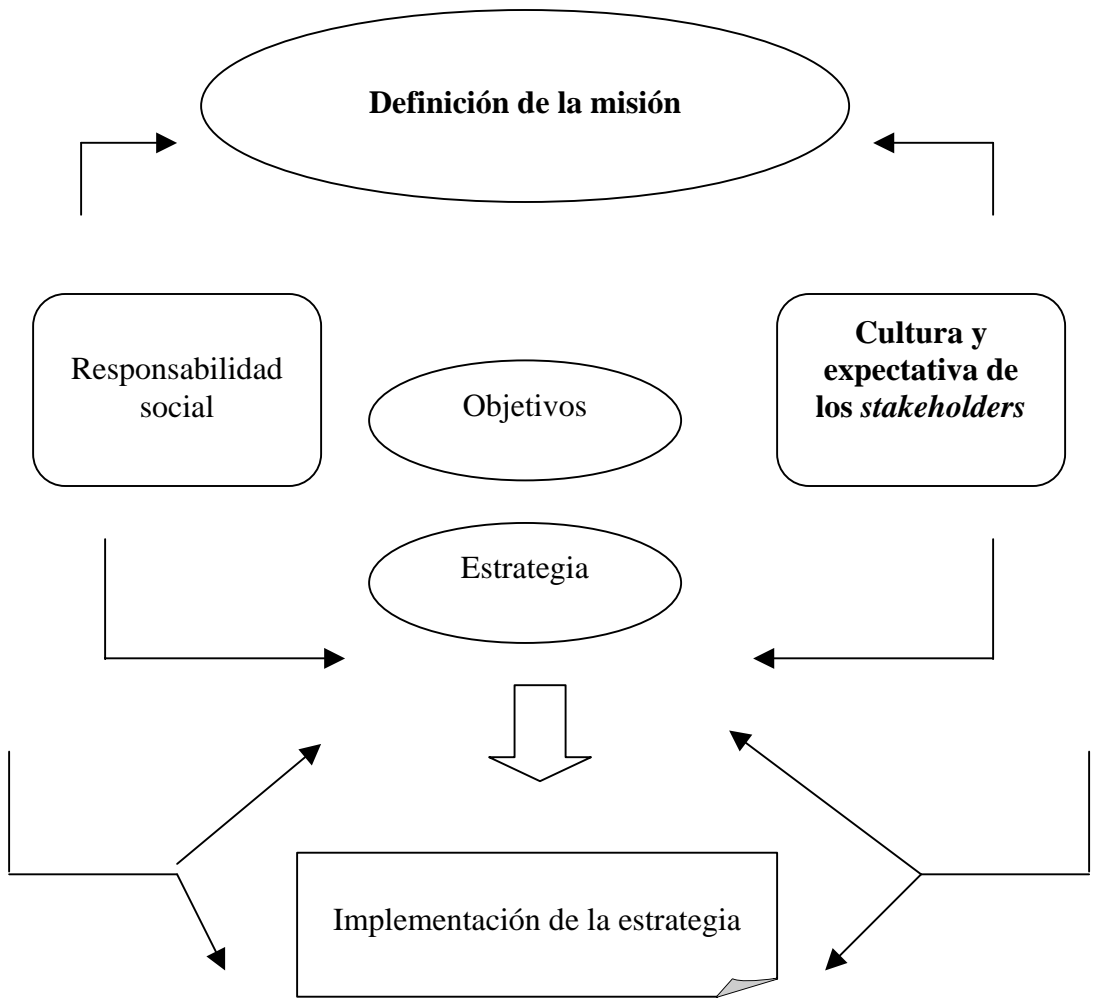 Definición de la misión
Responsabilidad
social
Objetivos
Cultura y
expectativa de
los stakeholders
Estrategia
Implementación de la estrategia